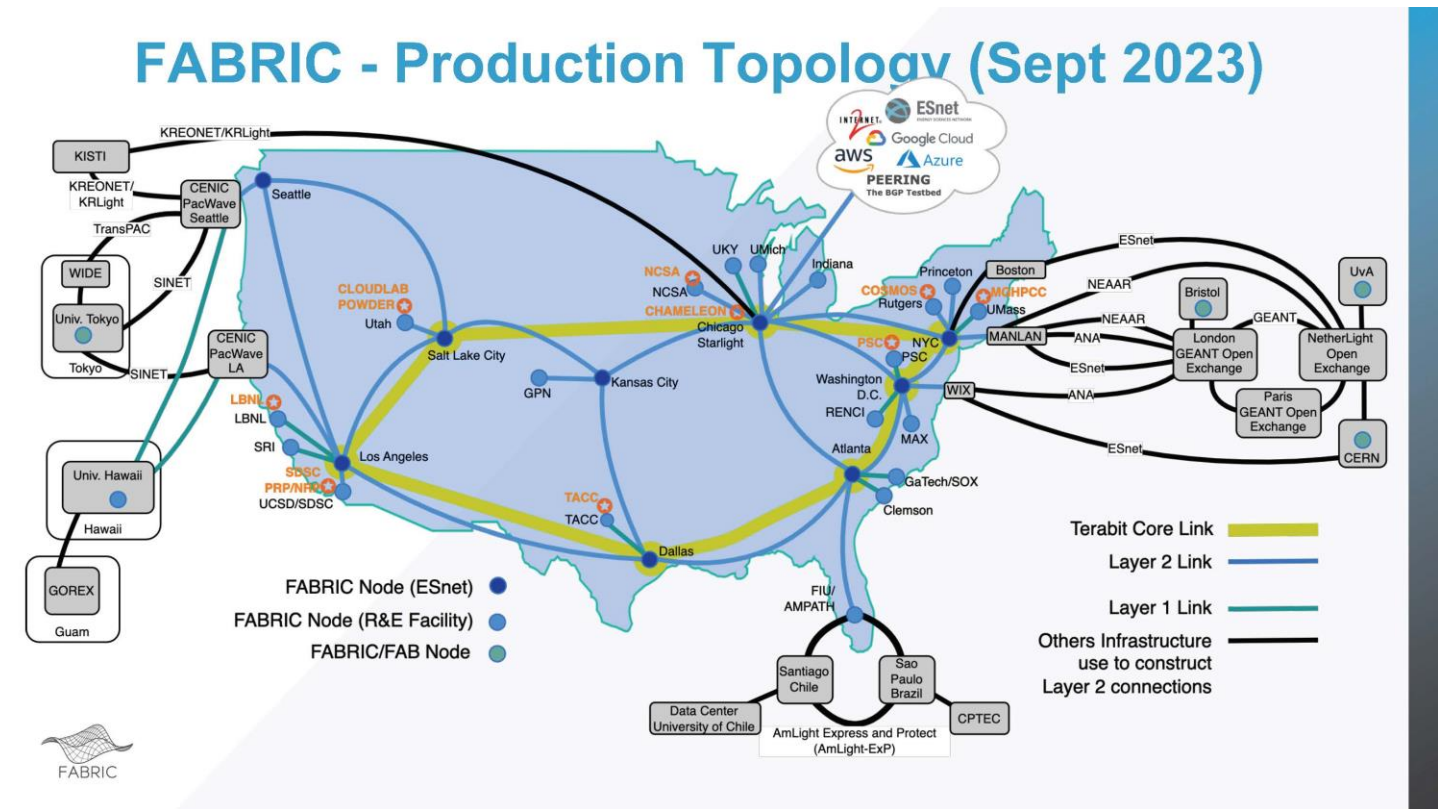 FABRIC - Production Topology (Sept 2023)
INTERNET
2
ESnet
ENERGY SCIENCES NETWORK
Google Cloud
aws
Azure
PEERING
The BGP Testbed
KREONET/KRLight
KISTI
KREONET/
KRLight
CENIC
PacWave
Seattle
TransPAC
WIDE
SINET
Univ. Tokyo
Tokyo
SINET
CENIC
PacWave
LA
Univ. Hawaii
Hawaii
GOREX
Guam
Seattle
CLOUDLAB
POWDER
Utah
Salt Lake City
LBNL
LBNL
SRI
Los Angeles
SDSC
PRP/NRP
UCSD/SDSC
GPN
Kansas City
TACC
TACC
Dallas
UKY
UMich
Indiana
NCSA
NCSA
CHAMELEON
Chicago
Starlight
Princeton
COSMOS
Rutgers
MGHPCC
UMass
PSC
PSC
NYC
Washington
D.C.
RENCI
MAX
Atlanta
GaTech/SOX
Clemson
FIU/
AMPATH
Santiago
Chile
Sao
Paulo
Brazil
Data Center
University of Chile
CPTEC
AmLight Express and Protect
(AmLight-ExP)
Boston
MANLAN
WIX
ESnet
NEAAR
NEAAR
ANA
ESnet
ANA
ESnet
Bristol
London
GEANT Open
Exchange
GEANT
Paris
GEANT Open
Exchange
UvA
NetherLight
Open
Exchange
CERN
FABRIC Node (ESnet)
FABRIC Node (R&E Facility)
FABRIC/FAB Node
Terabit Core Link
Layer 2 Link
Layer 1 Link
Others Infrastructure
use to construct
Layer 2 connections
FABRIC